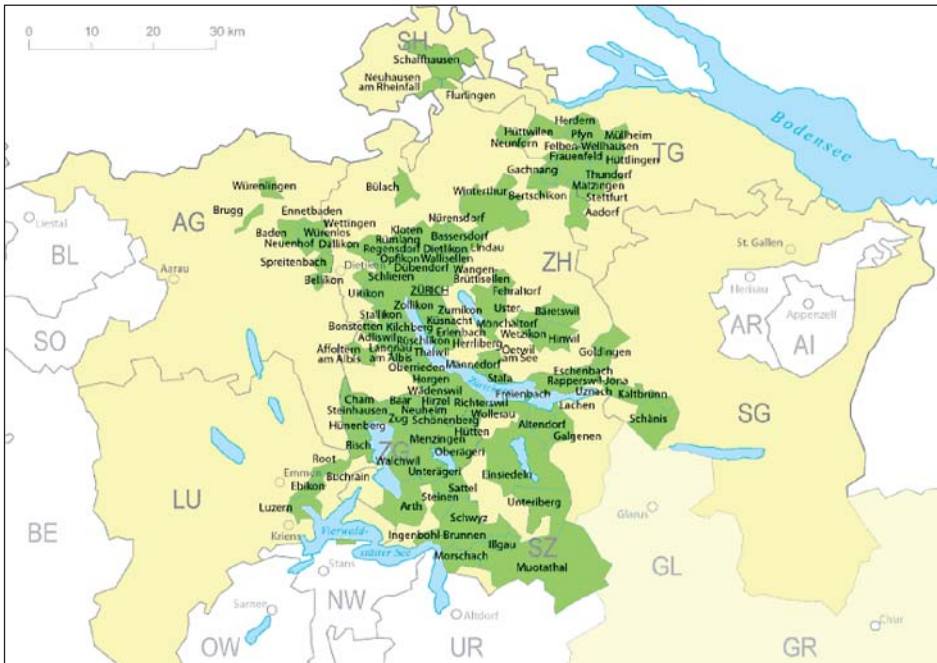 0 10 20 30 km
SH
Schaffhausen
Neuhausen
am Rheinfall
Flurlingen
Bodensee
Herdern
Hüttwilen
Pfyn
Müllheim
Neunforn
Felben-Wellhausen
TG
Frauenfeld
Hüttlingen
Gachnang
Thundorf
Matzingen
Stettfurt
Aadorf
Bertschikon
Winterthur
Bülach
Würenlingen
Brugg
AG
Liestal
BL
Ennetbaden
Wettingen
Baden
Würenlos
Neuenhof
Dällikon
Spreitenbach
Bellikon
Aarau
Nürensdorf
Kloten
Rümlang
Bassersdorf
Regensdorf
Dietlikon
Lindau
Opfikon
Wallisellen
Dietikon
Dübendorf
Wangen-
Brüttisellen
Schlieren
ZH
St. Gallen
Herisau
Appenzell
AR
AI
SO
Uitikon
ZÜRICH
Fehraltorf
Zollikon
Zumikon
Uster
Bäretswil
Stallikon
Küsnacht
Mönchaltorf
Bonstetten
Kilchberg
Erlenbach
Wetzikon
Hinwil
Adliswil
Rüschlikon
Herrliberg
Affoltern
am Albis
Langnau
am Albis
Thalwil
Oetwil
am See
Goldingen
Oberrieden
Männedorf
Eschenbach
Horgen
Stäfa
Rapperswil-Jona
Wädenswil
Freienbach
Uznach
Kaltbrunn
Cham
Baar
Hirzel
Richterswil
Lachen
SG
Steinhausen
Neuheim
Wollerau
Schänis
Hünenberg
Zug
Schönenberg
Altendorf
Hütten
Galgenen
Risch
ZG
Menzingen
Oberägeri
Root
Walchwil
Emmen
Buchrain
Unterägeri
Einsiedeln
LU
Ebikon
Sattel
Steinen
Unteriberg
Luzern
Arth
Glarus
BE
Schwyz
Kriens
Vierwald-
stätter See
Ingenbohl-Brunnen
Illgau
SZ
Morschach
Muotathal
GL
Stans
NW
Sarnen
Altdorf
OW
UR
Chur
GR